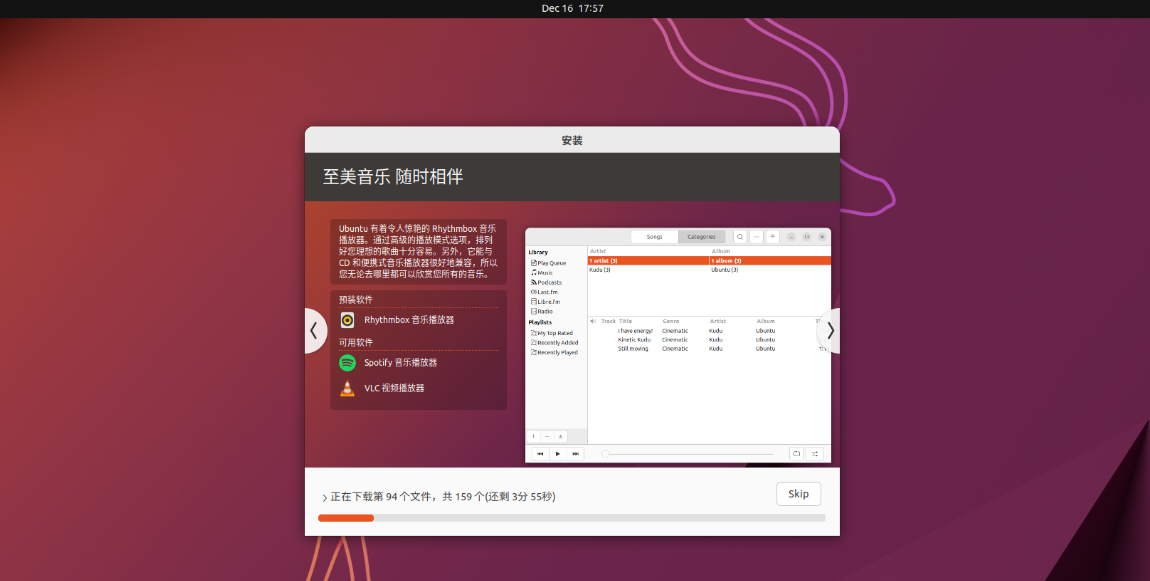 Dec 16 17:57
安装
至美音乐 随时相伴
Ubuntu 有着令人惊艳的 Rhythmbox 音乐
播放器。通过高级的播放模式选项，排列
好您理想的歌曲十分容易。另外，它能与
CD 和便携式音乐播放器很好地兼容，所以
您无论去哪里都可以欣赏您所有的音乐。
预装软件
Rhythmbox 音乐播放器
可用软件
Spotify 音乐播放器
VLC 视频播放器
Songs Categories
Library
Play Queue
Music
Podcasts
Last.fm
Libre.fm
Radio
Playlists
My Top Rated
Recently Added
Recently Played
Artist Album
1 artist (3) 1 album (3)
Kudu (3) Ubuntu (3)
Track Title Genre Artist Album
I have energy! Cinematic Kudu Ubuntu
Kinetic Kudu Cinematic Kudu Ubuntu
Still moving Cinematic Kudu Ubuntu
正在下载第 94 个文件，共 159 个(还剩 3分 55秒)
Skip